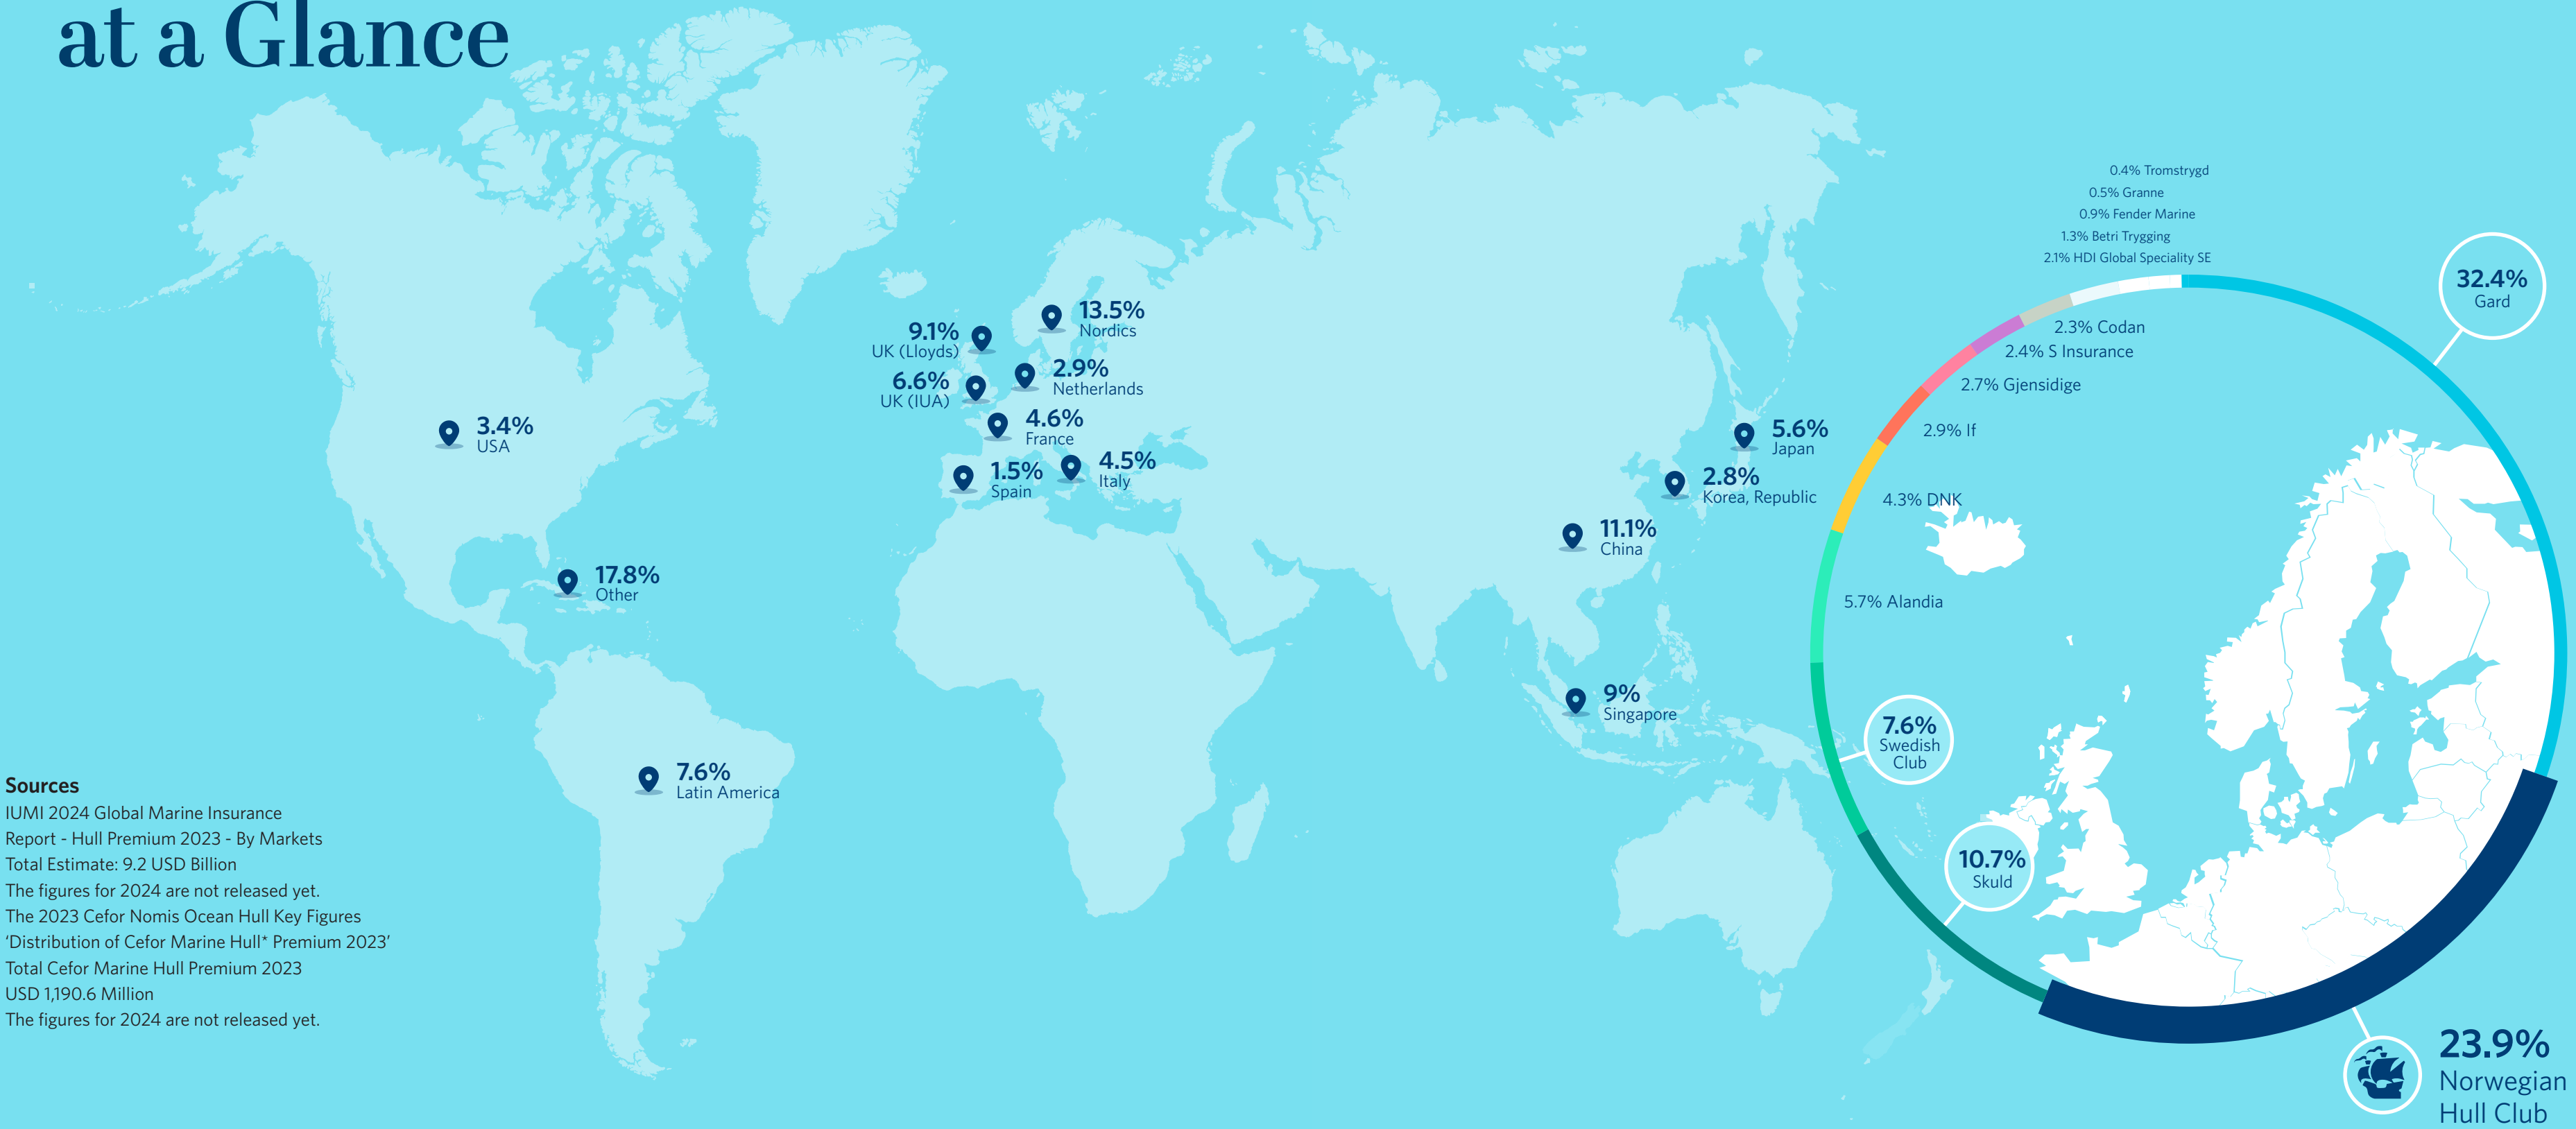 at a Glance
13.5%
Nordics
9.1%
UK (Lloyds)
2.9%
Netherlands
6.6%
UK (IUA)
4.6%
France
3.4%
USA
1.5%
Spain
4.5%
Italy
5.6%
Japan
2.8%
Korea, Republic
11.1%
China
17.8%
Other
9%
Singapore
7.6%
Latin America
Sources
IUMI 2024 Global Marine Insurance
Report - Hull Premium 2023 - By Markets
Total Estimate: 9.2 USD Billion
The figures for 2024 are not released yet.
The 2023 Cefor Nomis Ocean Hull Key Figures
‘Distribution of Cefor Marine Hull* Premium 2023’
Total Cefor Marine Hull Premium 2023
USD 1,190.6 Million
The figures for 2024 are not released yet.
0.4% Tromstrygd
0.5% Granne
0.9% Fender Marine
1.3% Betri Trygging
2.1% HDI Global Speciality SE
32.4%
Gard
2.3% Codan
2.4% S Insurance
2.7% Gjensidige
2.9% If
4.3% DNK
5.7% Alandia
7.6%
Swedish
Club
10.7%
Skuld
23.9%
Norwegian
Hull Club